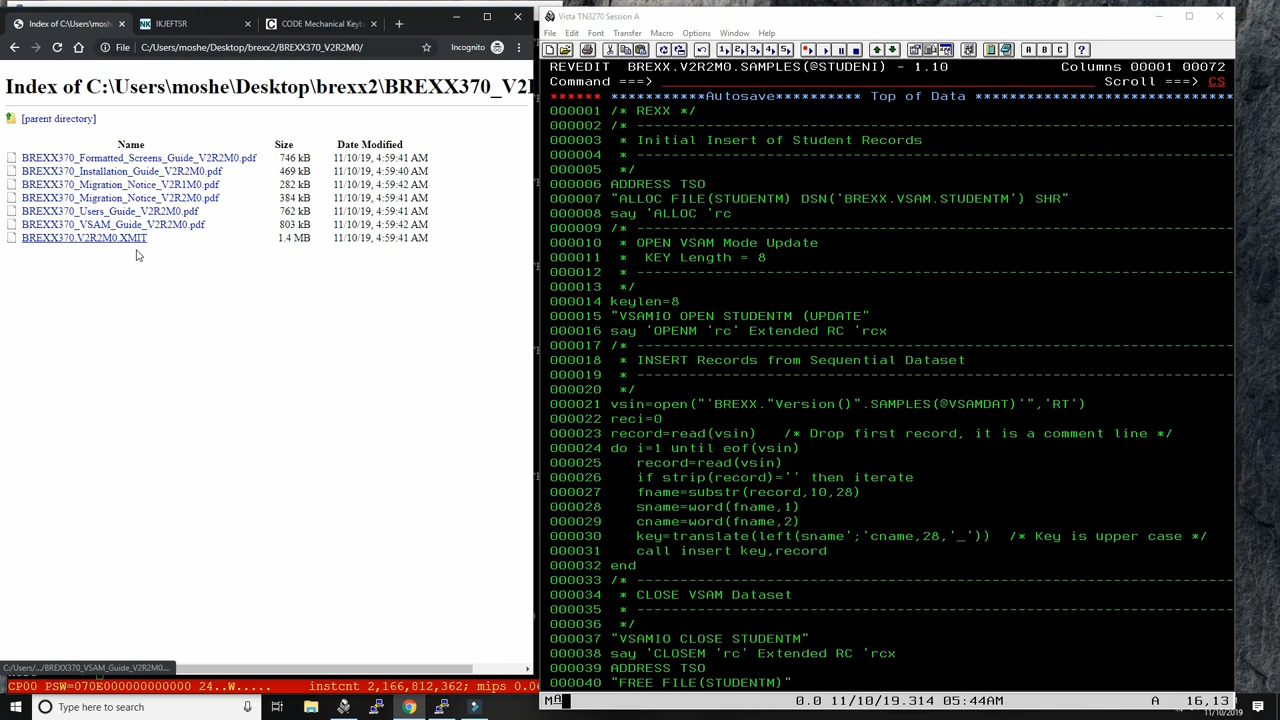 Index of C:\Users\moshe\
IKJEFTSR
CODE Mechanical Keyb
File
C:/Users/moshe/Desktop/brexx2/BREXX370_V2R2M0/
Incognito
Index of C:\Users\moshe\Desktop\brexx2\BREXX370_V2R2M0\
[parent directory]
Name Size Date Modified
BREXX370_Formatted_Screens_Guide_V2R2M0.pdf 746 kB 11/10/19, 4:59:41 AM
BREXX370_Installation_Guide_V2R2M0.pdf 469 kB 11/10/19, 4:59:40 AM
BREXX370_Migration_Notice_V2R1M0.pdf 282 kB 11/10/19, 4:59:42 AM
BREXX370_Migration_Notice_V2R2M0.pdf 384 kB 11/10/19, 4:59:41 AM
BREXX370_Users_Guide_V2R2M0.pdf 762 kB 11/10/19, 4:59:41 AM
BREXX370_VSAM_Guide_V2R2M0.pdf 803 kB 11/10/19, 4:59:42 AM
BREXX370.V2R2M0.XMIT 1.4 MB 11/10/19, 4:59:41 AM
C:/Users/.../BREXX370_VSAM_Guide_V2R2M0....
CP00 PSW=070E000000000000 24..W..... instcnt 2,166,812,362; mips 0.0
Type here to search
Vista TN3270 Session A
File Edit Font Transfer Macro Options Window Help
REVEDIT BREXX.V2R2M0.SAMPLES(@STUDENI) - 1.10 Columns 00001 00072
Command ===> Scroll ===> CS
****** ***********Autosave********** Top of Data ******************************
000001 /* REXX */
000002 /* --------------------------------------------------------------------
000003 * Initial Insert of Student Records
000004 * --------------------------------------------------------------------
000005 */
000006 ADDRESS TSO
000007 "ALLOC FILE(STUDENTM) DSN('BREXX.VSAM.STUDENTM') SHR"
000008 say 'ALLOC 'rc
000009 /* --------------------------------------------------------------------
000010 * OPEN VSAM Mode Update
000011 * KEY Length = 8
000012 * --------------------------------------------------------------------
000013 */
000014 keylen=8
000015 "VSAMIO OPEN STUDENTM (UPDATE"
000016 say 'OPENM 'rc' Extended RC 'rcx
000017 /* --------------------------------------------------------------------
000018 * INSERT Records from Sequential Dataset
000019 * --------------------------------------------------------------------
000020 */
000021 vsin=open("'BREXX."Version()".SAMPLES(@VSAMDAT)'",'RT')
000022 reci=0
000023 record=read(vsin) /* Drop first record, it is a comment line */
000024 do i=1 until eof(vsin)
000025 record=read(vsin)
000026 if strip(record)='' then iterate
000027 fname=substr(record,10,28)
000028 sname=word(fname,1)
000029 cname=word(fname,2)
000030 key=translate(left(sname';'cname,28,'_')) /* Key is upper case */
000031 call insert key,record
000032 end
000033 /* --------------------------------------------------------------------
000034 * CLOSE VSAM Dataset
000035 * --------------------------------------------------------------------
000036 */
000037 "VSAMIO CLOSE STUDENTM"
000038 say 'CLOSEM 'rc' Extended RC 'rcx
000039 ADDRESS TSO
000040 "FREE FILE(STUDENTM)"
0.0 11/10/19.314 05:44AM A 16,13
11/10/2019